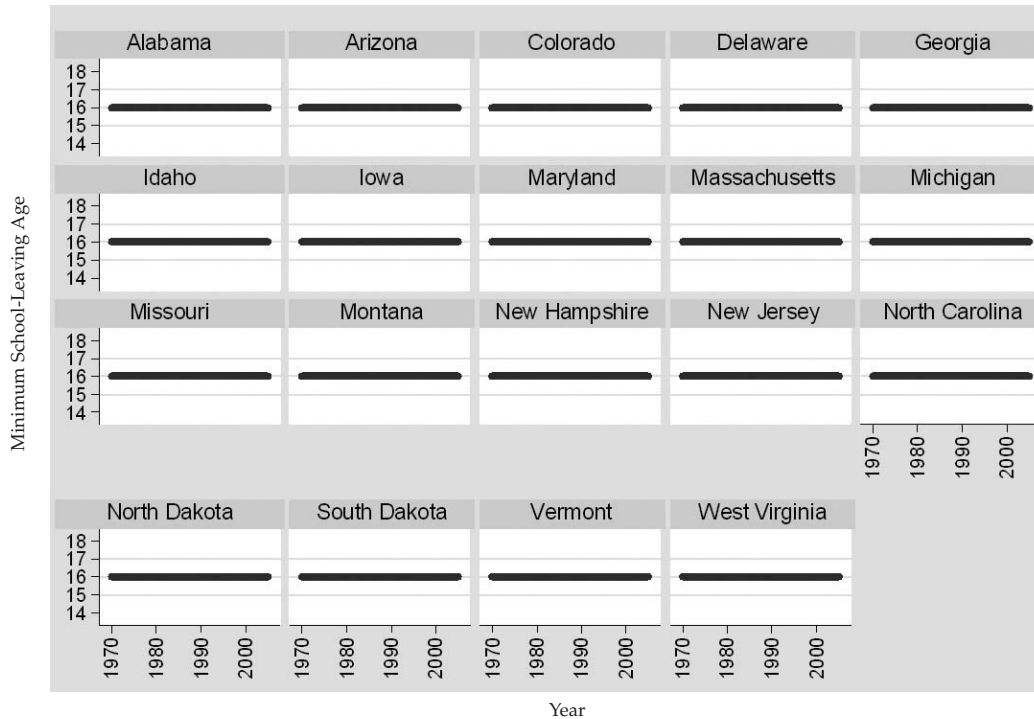 Alabama Arizona Colorado Delaware Georgia
18
17
16
15
14
Idaho Iowa Maryland Massachusetts Michigan
18
17
16
15
14
Missouri Montana New Hampshire New Jersey North Carolina
18
17
16
15
14
1970 1980 1990 2000
North Dakota South Dakota Vermont West Virginia
18
17
16
15
14
1970 1980 1990 2000 1970 1980 1990 2000 1970 1980 1990 2000 1970 1980 1990 2000
Minimum School-Leaving Age
Year